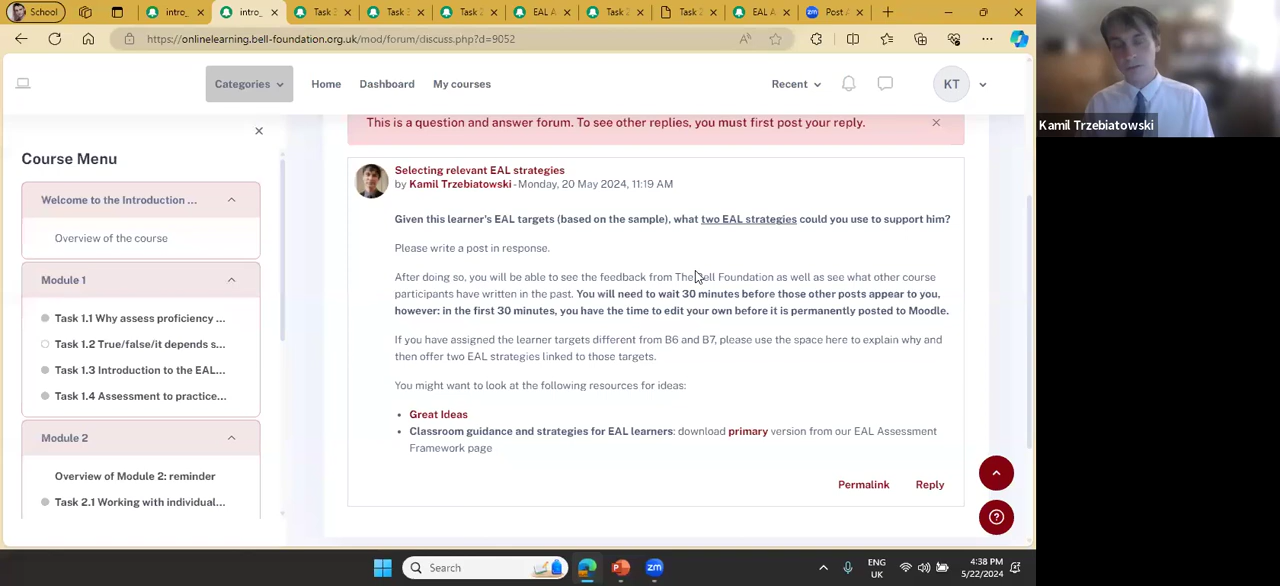 School
intro_
intro_
Task 2
Task 3
Task 2
EAL A
Task 2
Task 2
EAL A
Post A
https://onlinelearning.bell-foundation.org.uk/mod/forum/discuss.php?d=9052
Categories
Home
Dashboard
My courses
Recent
KT
Kamil Trzebiatowski
Course Menu
Welcome to the Introduction ...
Overview of the course
Module 1
Task 1.1 Why assess proficiency ...
Task 1.2 True/false/it depends s...
Task 1.3 Introduction to the EAL...
Task 1.4 Assessment to practice...
Module 2
Overview of Module 2: reminder
Task 2.1 Working with individual...
This is a question and answer forum. To see other replies, you must first post your reply.
Selecting relevant EAL strategies
by Kamil Trzebiatowski - Monday, 20 May 2024, 11:19 AM
Given this learner's EAL targets (based on the sample), what two EAL strategies could you use to support him?
Please write a post in response.
After doing so, you will be able to see the feedback from The Bell Foundation as well as see what other course
participants have written in the past. You will need to wait 30 minutes before those other posts appear to you,
however: in the first 30 minutes, you have the time to edit your own before it is permanently posted to Moodle.
If you have assigned the learner targets different from B6 and B7, please use the space here to explain why and
then offer two EAL strategies linked to those targets.
You might want to look at the following resources for ideas:
• Great Ideas
• Classroom guidance and strategies for EAL learners: download primary version from our EAL Assessment
Framework page
Permalink
Reply
Search
ENG
UK
4:38 PM
5/22/2024